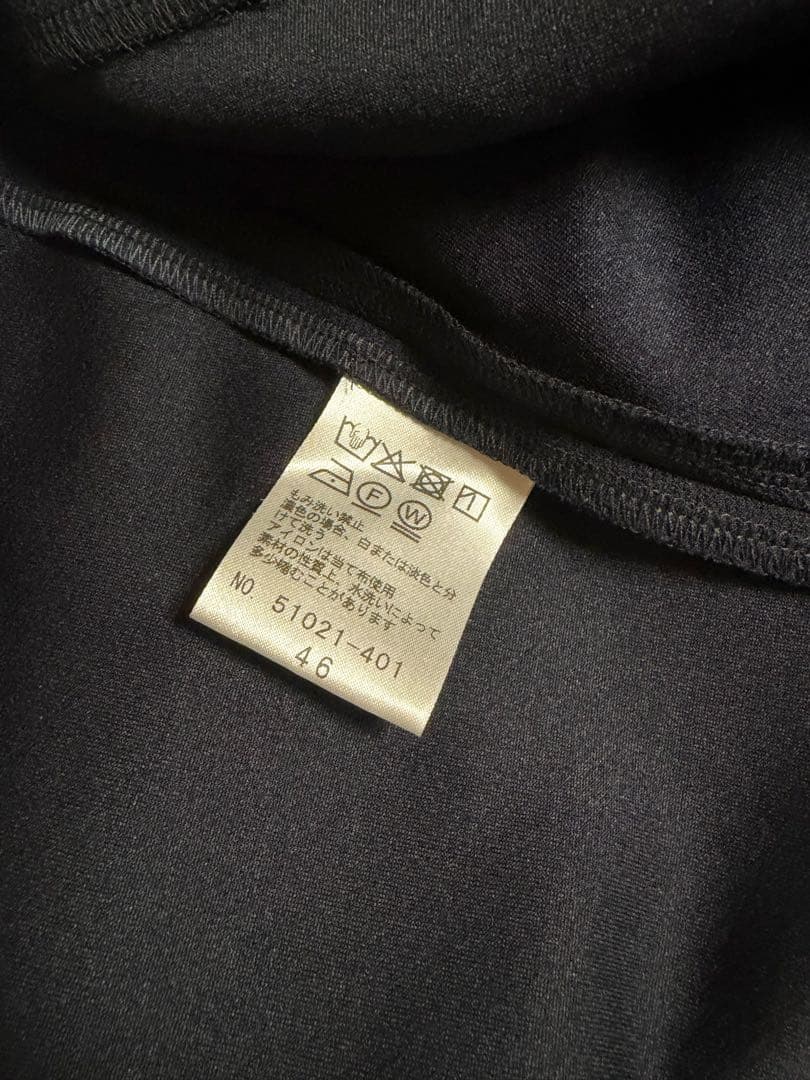 F W
もみ洗い禁止
濃色の場合、白または淡色と分
けて洗う
アイロンは当て布使用
素材の性質上、水洗いによって
多少縮むことがあります
NO. 51021-401
46